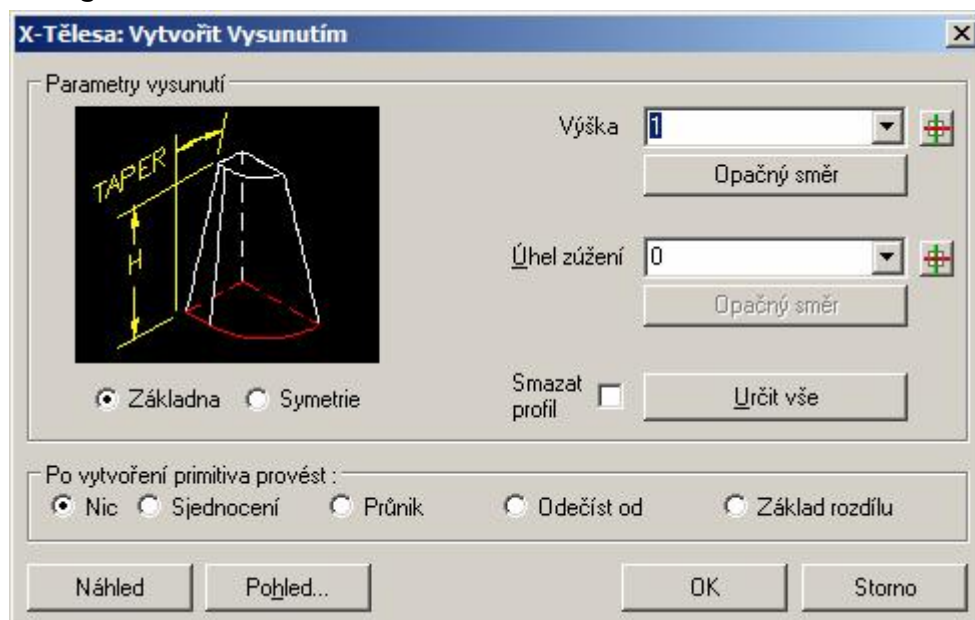 X-Tělesa: Vytvořit Vysunutím
Parametry vysunutí
TAPER
H
Výška 1
Opačný směr
Úhel zúžení 0
Opačný směr
Základna Symetrie
Smazat profil
Určit vše
Po vytvoření primitiva provést :
Nic Sjednocení Průnik Odečíst od Základ rozdílu
Náhled Pohled... OK Storno